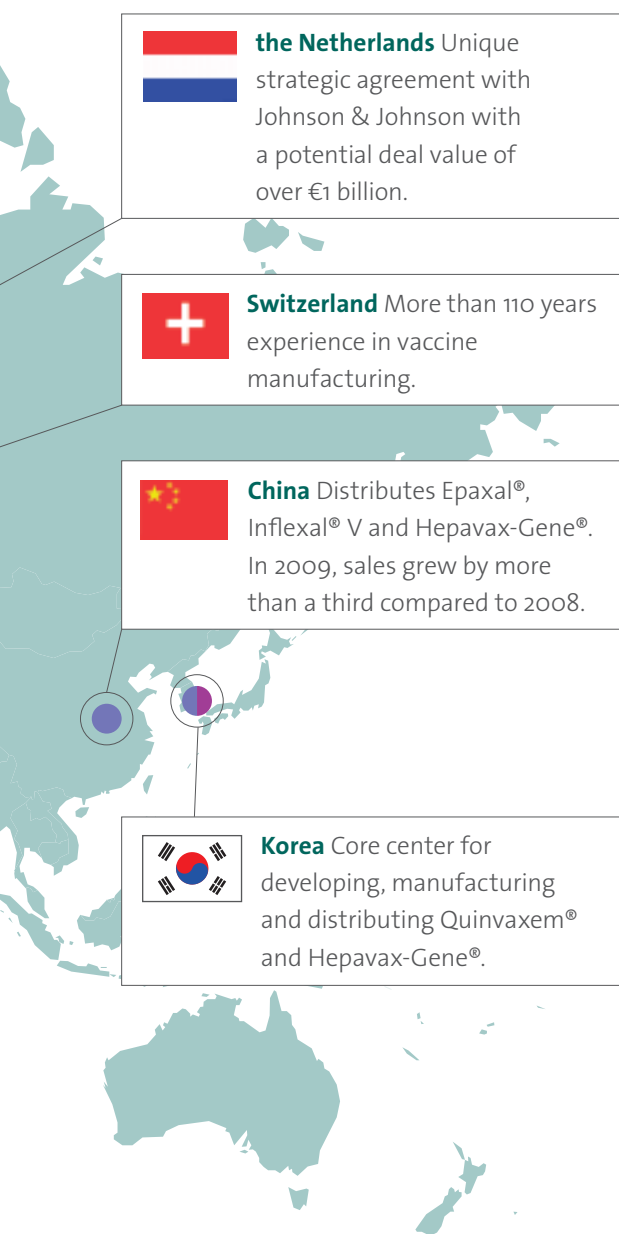 the Netherlands Unique
strategic agreement with
Johnson & Johnson with
a potential deal value of
over €1 billion.
Switzerland More than 110 years
experience in vaccine
manufacturing.
China Distributes Epaxal®,
Inflexal® V and Hepavax-Gene®.
In 2009, sales grew by more
than a third compared to 2008.
Korea Core center for
developing, manufacturing
and distributing Quinvaxem®
and Hepavax-Gene®.